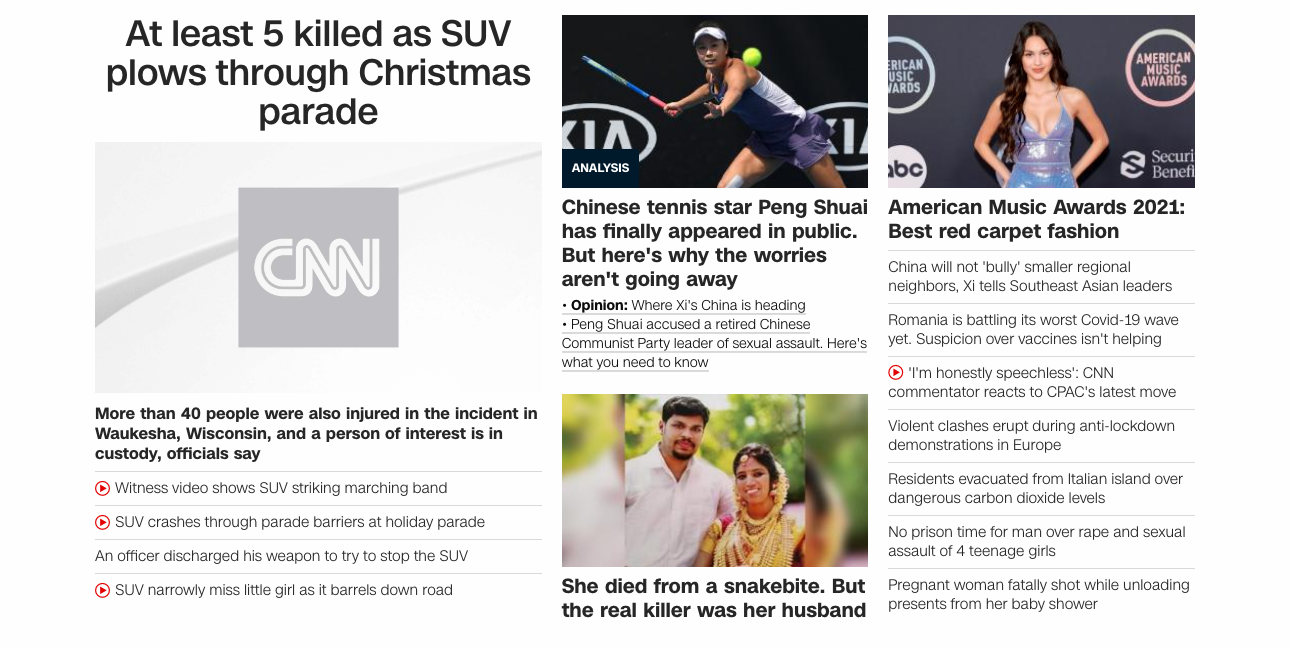 At least 5 killed as SUV
plows through Christmas
parade
CNN
More than 40 people were also injured in the incident in
Waukesha, Wisconsin, and a person of interest is in
custody, officials say
Witness video shows SUV striking marching band
SUV crashes through parade barriers at holiday parade
An officer discharged his weapon to try to stop the SUV
SUV narrowly miss little girl as it barrels down road
KIA
KIA
ANALYSIS
Chinese tennis star Peng Shuai
has finally appeared in public.
But here's why the worries
aren't going away
• Opinion: Where Xi's China is heading
• Peng Shuai accused a retired Chinese
Communist Party leader of sexual assault. Here's
what you need to know
She died from a snakebite. But
the real killer was her husband
ERICAN
MUSIC
WARDS
AMERICAN
MUSIC
AWARDS
abc
Securi
Benefi
American Music Awards 2021:
Best red carpet fashion
China will not 'bully' smaller regional
neighbors, Xi tells Southeast Asian leaders
Romania is battling its worst Covid-19 wave
yet. Suspicion over vaccines isn't helping
'I'm honestly speechless': CNN
commentator reacts to CPAC's latest move
Violent clashes erupt during anti-lockdown
demonstrations in Europe
Residents evacuated from Italian island over
dangerous carbon dioxide levels
No prison time for man over rape and sexual
assault of 4 teenage girls
Pregnant woman fatally shot while unloading
presents from her baby shower